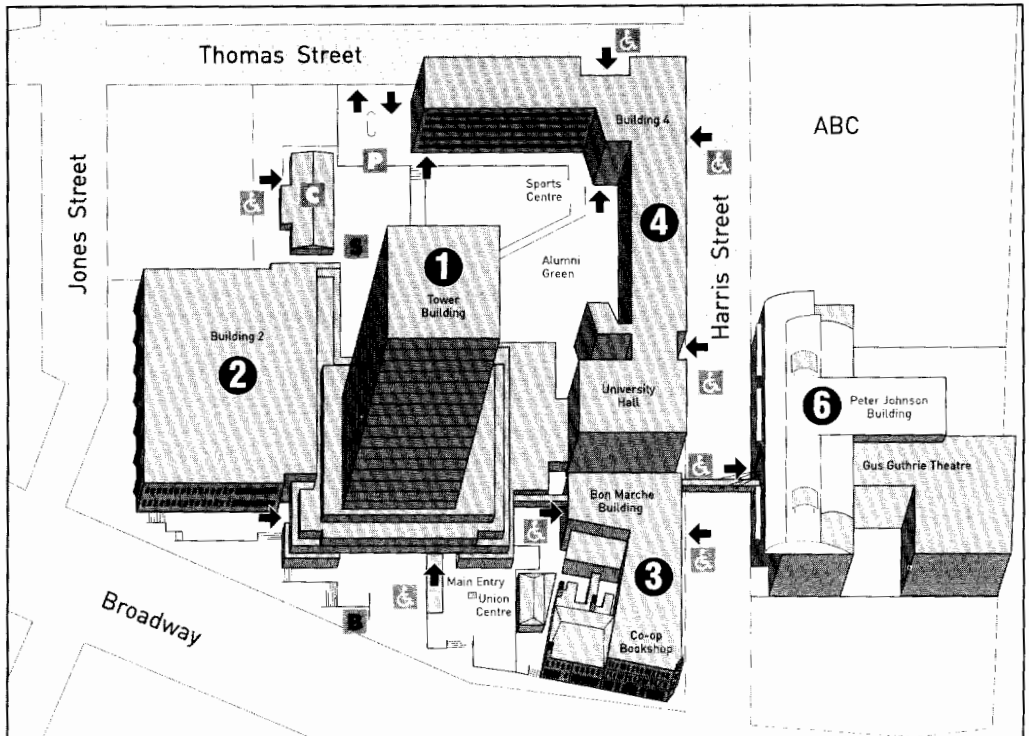 Thomas Street
Jones Street
Harris Street
Broadway
ABC
Building 4
4
P
C
S
Sports
Centre
Alumni
Green
1
Tower
Building
Building 2
2
University
Hall
6
Peter Johnson
Building
Gus Guthrie Theatre
Bon Marche
Building
3
Main Entry
Union
Centre
B
Co-op
Bookshop